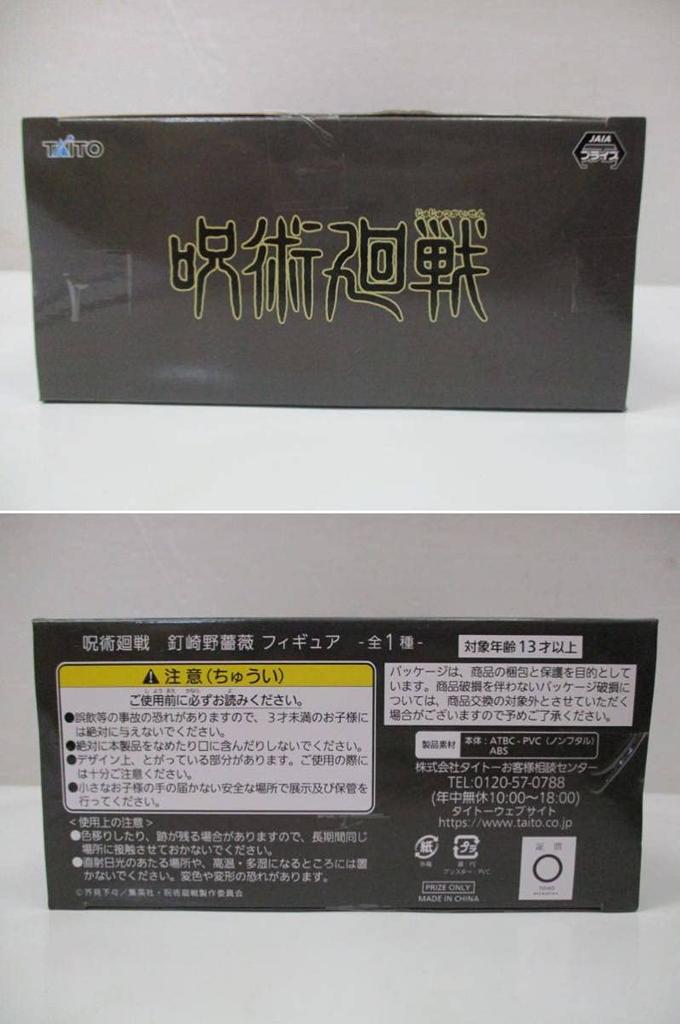 TAITO
JAIA
プライズ
じゅじゅつかいせん
呪術廻戦
呪術廻戦 釘崎野薔薇 フィギュア -全1種-
対象年齢13才以上
注意(ちゅうい)
ご使用前に必ずお読みください。
●誤飲等の事故の恐れがありますので、3才未満のお子様に
は絶対に与えないでください。
●絶対に本製品をなめたり口に含んだりしないでください。
●デザイン上、とがっている部分があります。ご使用の際に
は十分ご注意ください。
●小さなお子様の手の届かない安全な場所で展示及び保管を
行ってください。
<使用上の注意>
●色移りしたり、跡が残る場合がありますので、長期間同じ
場所に接触させておかないでください。
●直射日光のあたる場所や、高温・多湿になるところには置
かないでください。変色や変形の恐れがあります。
©芥見下々/集英社・呪術廻戦製作委員会
パッケージは、商品の梱包と保護を目的として
います。商品破損を伴わないパッケージ破損に
ついては、商品交換の対象外とさせていただく
場合がございますので予めご了承ください。
製品素材 本体:ATBC-PVC(ノンフタル)
ABS
株式会社タイトーお客様相談センター
TEL:0120-57-0788
(年中無休10:00〜18:00)
タイトーウェブサイト
https://www.taito.co.jp
紙
プラ
外箱
袋・台
ブリスター:PVC
PRIZE ONLY
MADE IN CHINA
証紙
TOHO